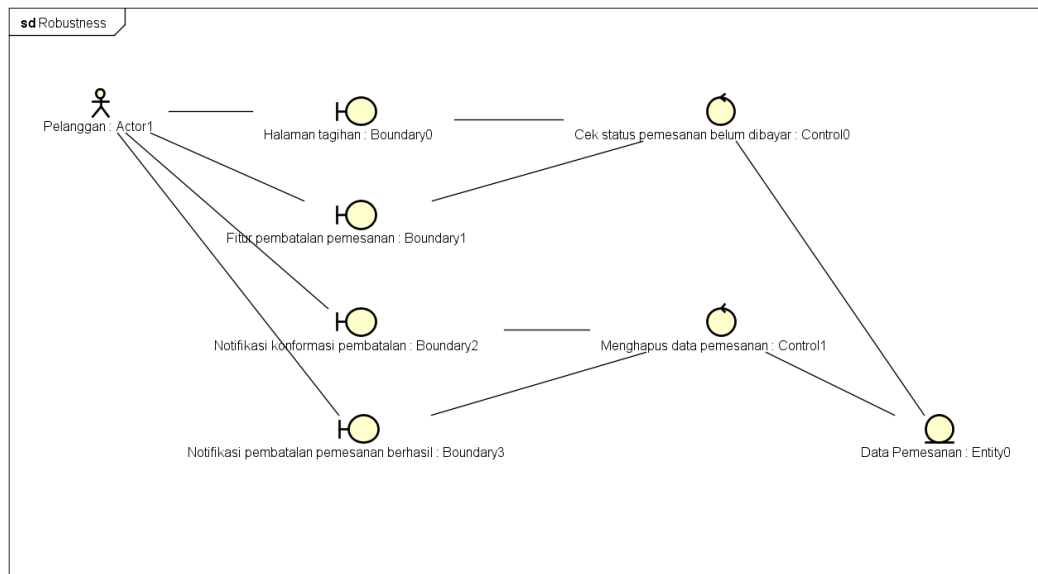 sd Robustness
Pelanggan : Actor1
Halaman tagihan : Boundary0
Cek status pemesanan belum dibayar : Control0
Fitur pembatalan pemesanan : Boundary1
Notifikasi konformasi pembatalan : Boundary2
Menghapus data pemesanan : Control1
Notifikasi pembatalan pemesanan berhasil : Boundary3
Data Pemesanan : Entity0